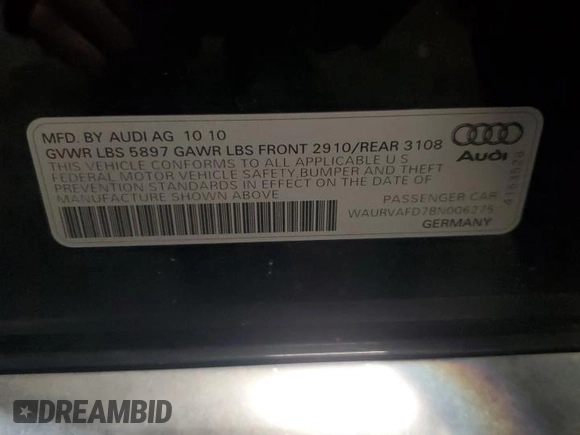 MFD. BY AUDI AG 10 10
GVWR LBS 5897 GAWR LBS FRONT 2910/REAR 3108
THIS VEHICLE CONFORMS TO ALL APPLICABLE U S
FEDERAL MOTOR VEHICLE SAFETY, BUMPER AND THEFT
PREVENTION STANDARDS IN EFFECT ON THE DATE OF
MANUFACTURE SHOWN ABOVE
Audi
PASSENGER CAR
WAURVAFD7BN006275
GERMANY
DREAMBID